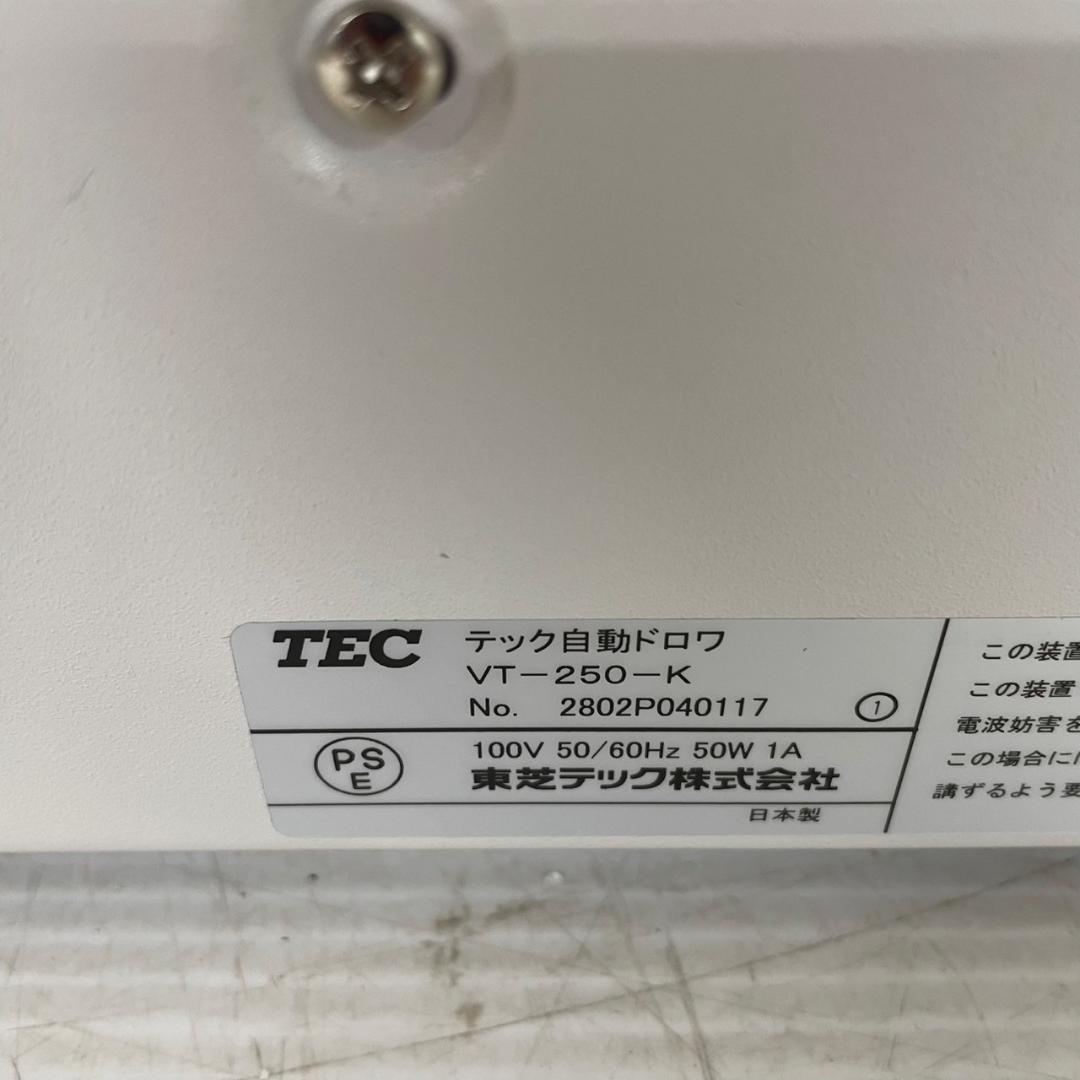 TEC テック自動ドロワ
VT-250-K
No. 2802P040117 ①
PS
E
100V 50/60Hz 50W 1A
東芝テック株式会社
日本製
この装置
この装置
電波妨害を
この場合に
講ずるよう要